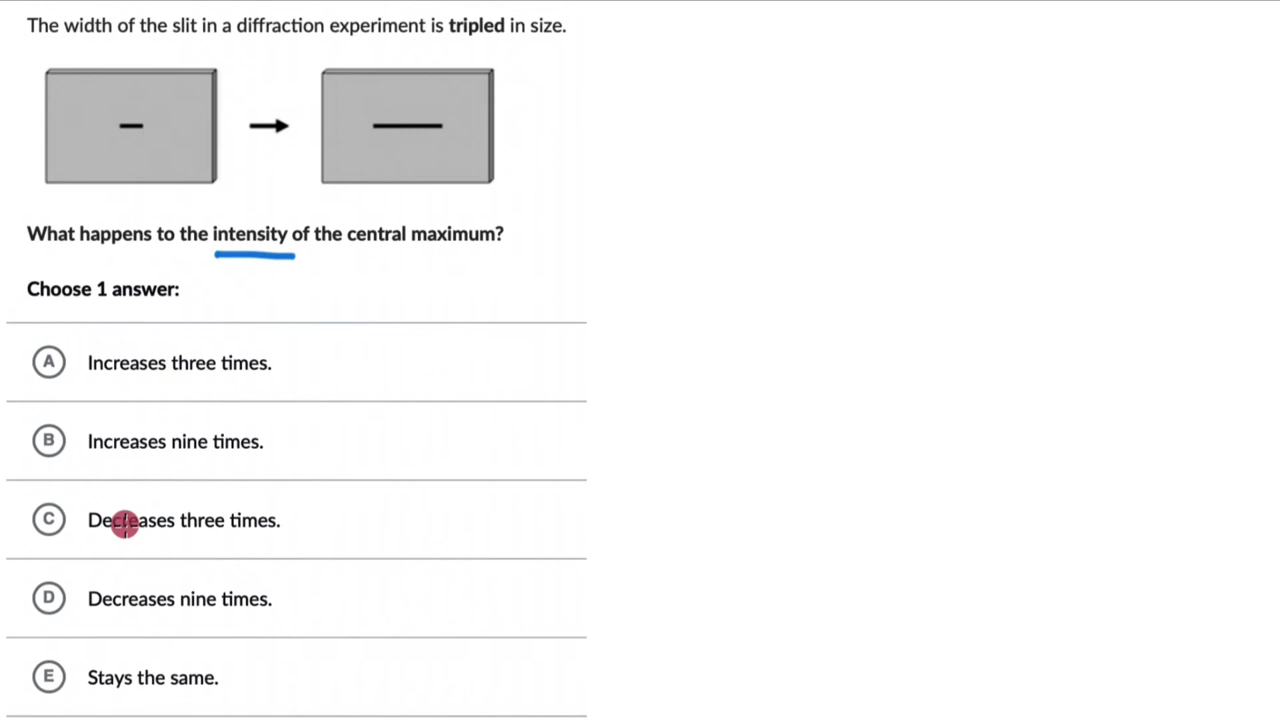 The width of the slit in a diffraction experiment is tripled in size.
What happens to the intensity of the central maximum?
Choose 1 answer:
A Increases three times.
B Increases nine times.
C Decreases three times.
D Decreases nine times.
E Stays the same.